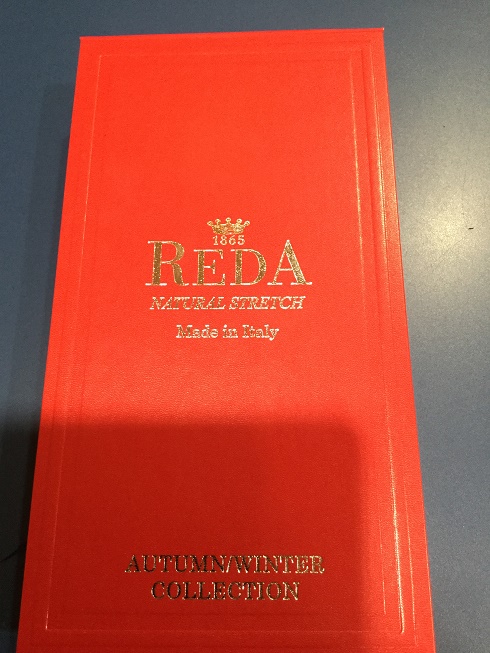 1865
REDA
NATURAL STRETCH
Made in Italy
AUTUMN/WINTER
COLLECTION